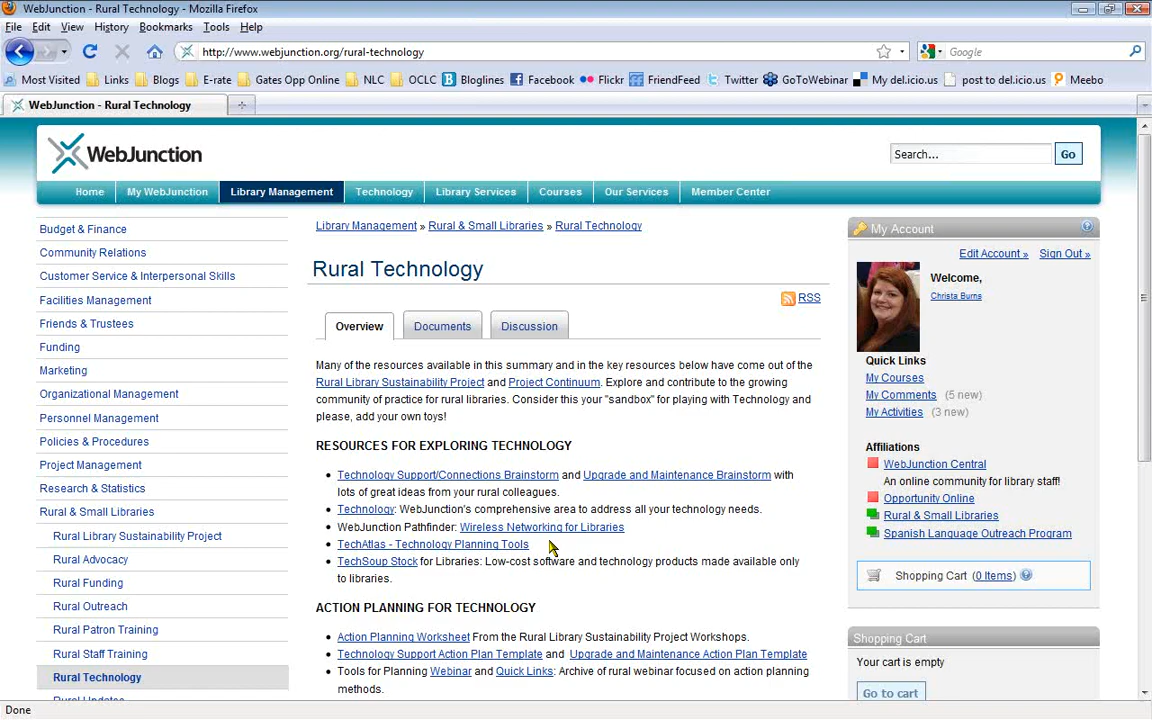 WebJunction - Rural Technology - Mozilla Firefox
File Edit View History Bookmarks Tools Help
http://www.webjunction.org/rural-technology
Google
Most Visited Links Blogs E-rate Gates Opp Online NLC OCLC Bloglines Facebook Flickr FriendFeed Twitter GoToWebinar My del.icio.us post to del.icio.us Meebo
WebJunction - Rural Technology
WebJunction
Search... Go
Home My WebJunction Library Management Technology Library Services Courses Our Services Member Center
Budget & Finance
Community Relations
Customer Service & Interpersonal Skills
Facilities Management
Friends & Trustees
Funding
Marketing
Organizational Management
Personnel Management
Policies & Procedures
Project Management
Research & Statistics
Rural & Small Libraries
Rural Library Sustainability Project
Rural Advocacy
Rural Funding
Rural Outreach
Rural Patron Training
Rural Staff Training
Rural Technology
Rural Updates
Library Management » Rural & Small Libraries » Rural Technology
Rural Technology
RSS
Overview Documents Discussion
Many of the resources available in this summary and in the key resources below have come out of the
Rural Library Sustainability Project and Project Continuum. Explore and contribute to the growing
community of practice for rural libraries. Consider this your "sandbox" for playing with Technology and
please, add your own toys!
RESOURCES FOR EXPLORING TECHNOLOGY
• Technology Support/Connections Brainstorm and Upgrade and Maintenance Brainstorm with
lots of great ideas from your rural colleagues.
• Technology: WebJunction's comprehensive area to address all your technology needs.
• WebJunction Pathfinder: Wireless Networking for Libraries
• TechAtlas - Technology Planning Tools
• TechSoup Stock for Libraries: Low-cost software and technology products made available only
to libraries.
ACTION PLANNING FOR TECHNOLOGY
• Action Planning Worksheet From the Rural Library Sustainability Project Workshops.
• Technology Support Action Plan Template and Upgrade and Maintenance Action Plan Template
• Tools for Planning Webinar and Quick Links: Archive of rural webinar focused on action planning
methods.
My Account
Edit Account » Sign Out »
Welcome,
Christa Burns
Quick Links
My Courses
My Comments (5 new)
My Activities (3 new)
Affiliations
WebJunction Central
An online community for library staff!
Opportunity Online
Rural & Small Libraries
Spanish Language Outreach Program
Shopping Cart (0 Items)
Shopping Cart
Your cart is empty
Go to cart
Done